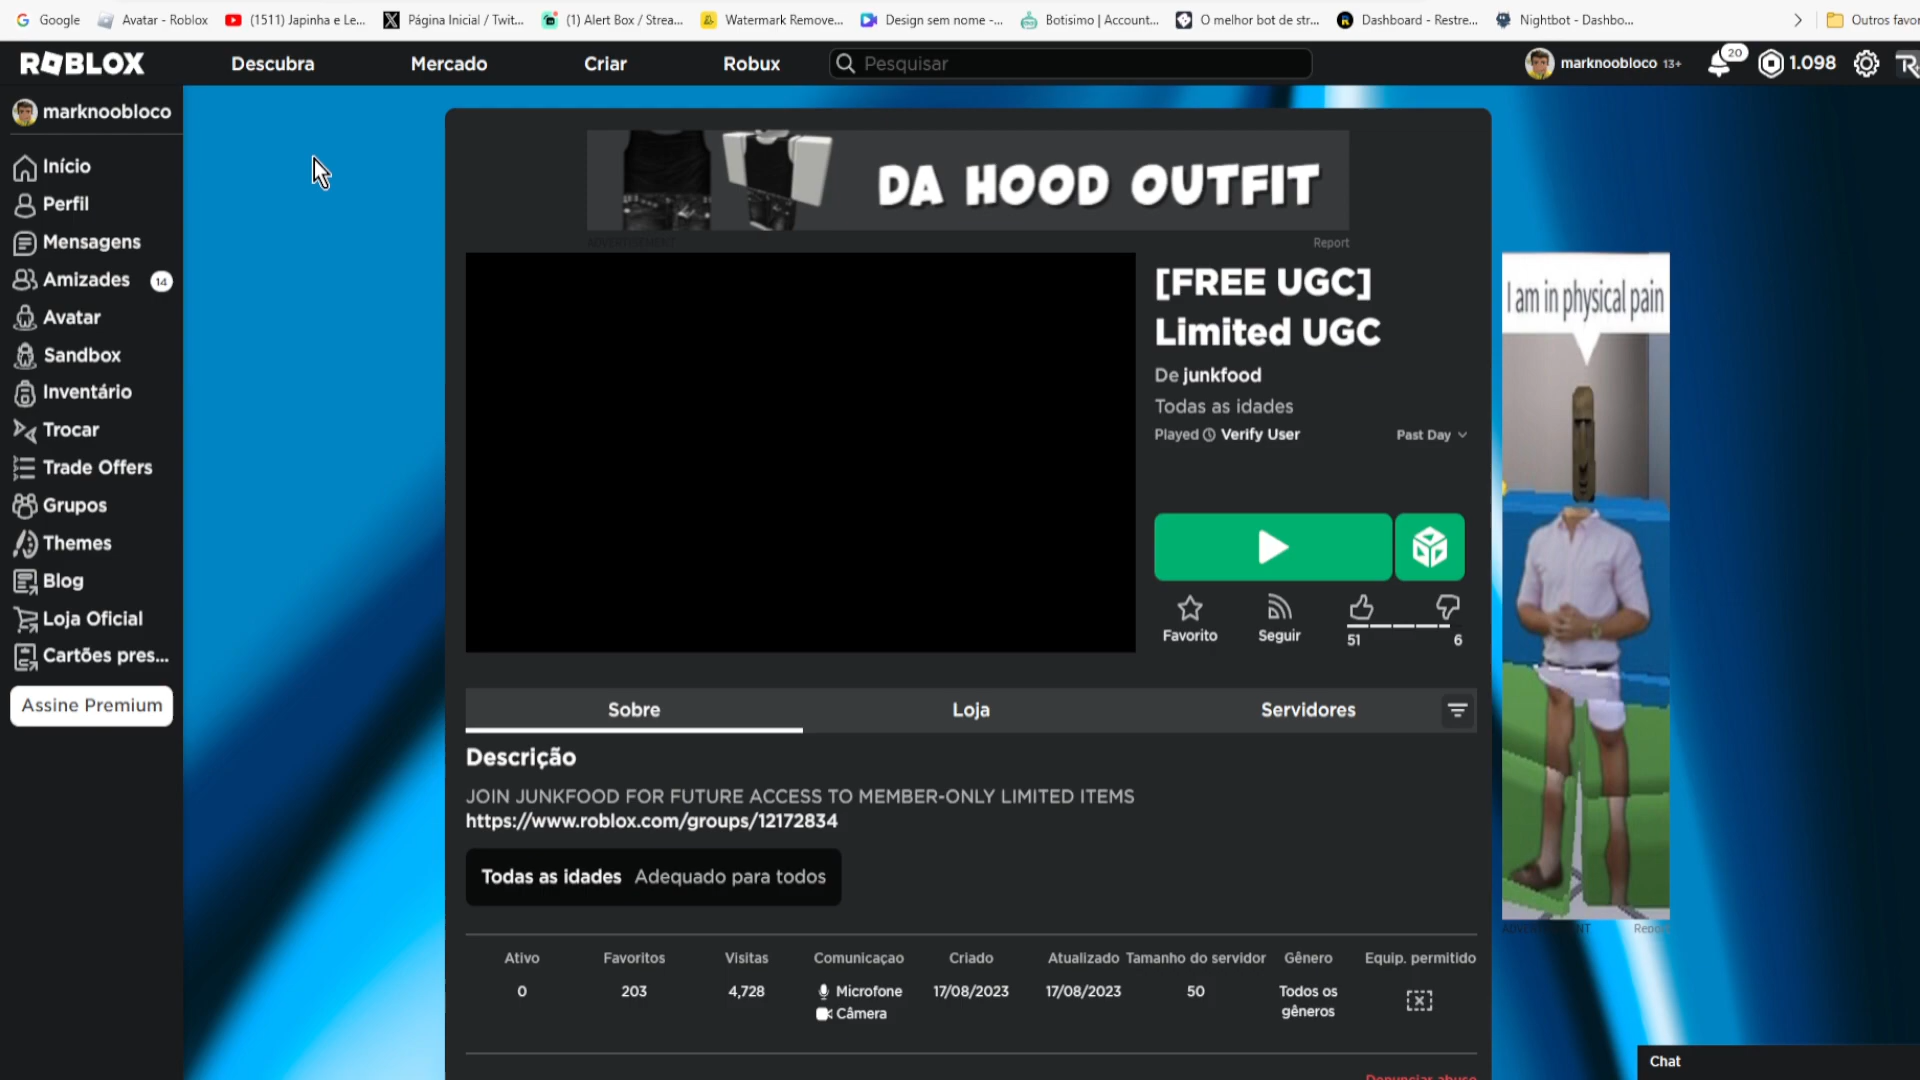 Google Avatar - Roblox (1511) Japinha e Le... Página Inicial / Twit... (1) Alert Box / Strea... Watermark Remove... Design sem nome -... Botisimo | Account... O melhor bot de str... Dashboard - Restre... Nightbot - Dashbo... Outros favor
ROBLOX Descubra Mercado Criar Robux Pesquisar marknoobloco 13+ 20 1.098
marknoobloco
Início
Perfil
Mensagens
Amizades 14
Avatar
Sandbox
Inventário
Trocar
Trade Offers
Grupos
Themes
Blog
Loja Oficial
Cartões pres...
Assine Premium
DA HOOD OUTFIT
ADVERTISEMENT Report
[FREE UGC]
Limited UGC
De junkfood
Todas as idades
Played Verify User Past Day
Favorito Seguir 51 6
Sobre Loja Servidores
Descrição
JOIN JUNKFOOD FOR FUTURE ACCESS TO MEMBER-ONLY LIMITED ITEMS
https://www.roblox.com/groups/12172834
Todas as idades Adequado para todos
Ativo Favoritos Visitas Comunicaçao Criado Atualizado Tamanho do servidor Gênero Equip. permitido
0 203 4,728 Microfone 17/08/2023 17/08/2023 50 Todos os
Câmera gêneros
Denunciar abuso
I am in physical pain
ADVERTISEMENT Report
Chat